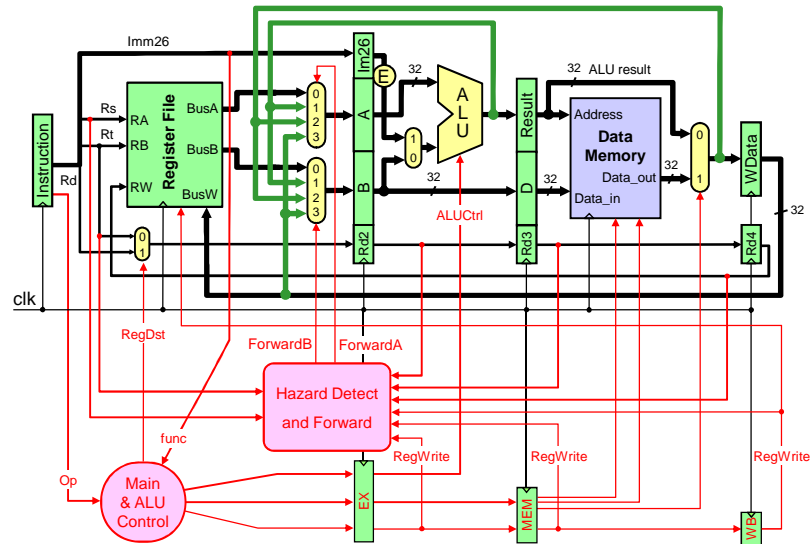 Imm26
Im26
E
32
32
ALU result
Rs
Rt
Rd
Instruction
Register File
RA
RB
RW
BusA
BusB
BusW
0
1
2
3
0
1
2
3
A
B
1
0
A
L
U
Result
D
Address
Data
Memory
Data_out
Data_in
32
32
32
0
1
WData
32
0
1
Rd2
Rd3
Rd4
ALUCtrl
clk
RegDst
ForwardB
ForwardA
Hazard Detect
and Forward
func
RegWrite
RegWrite
RegWrite
Op
Main
& ALU
Control
EX
MEM
WB